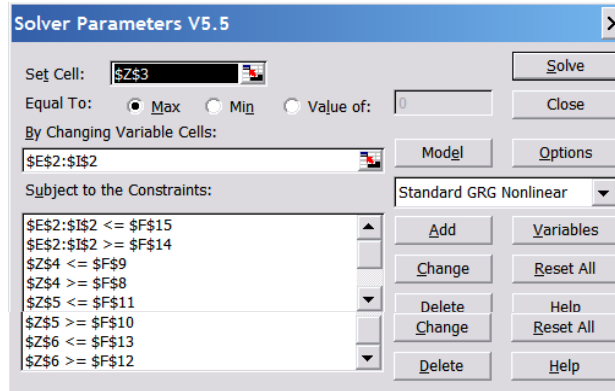 Solver Parameters V5.5
Set Cell: $Z$3 Solve
Equal To: Max Min Value of: 0 Close
By Changing Variable Cells:
$E$2:$I$2 Model Options
Subject to the Constraints: Standard GRG Nonlinear
$E$2:$I$2 <= $F$15 Add Variables
$E$2:$I$2 >= $F$14
$Z$4 <= $F$9 Change Reset All
$Z$4 >= $F$8
$Z$5 <= $F$11 Delete Help
$Z$5 >= $F$10 Change Reset All
$Z$6 <= $F$13
$Z$6 >= $F$12 Delete Help